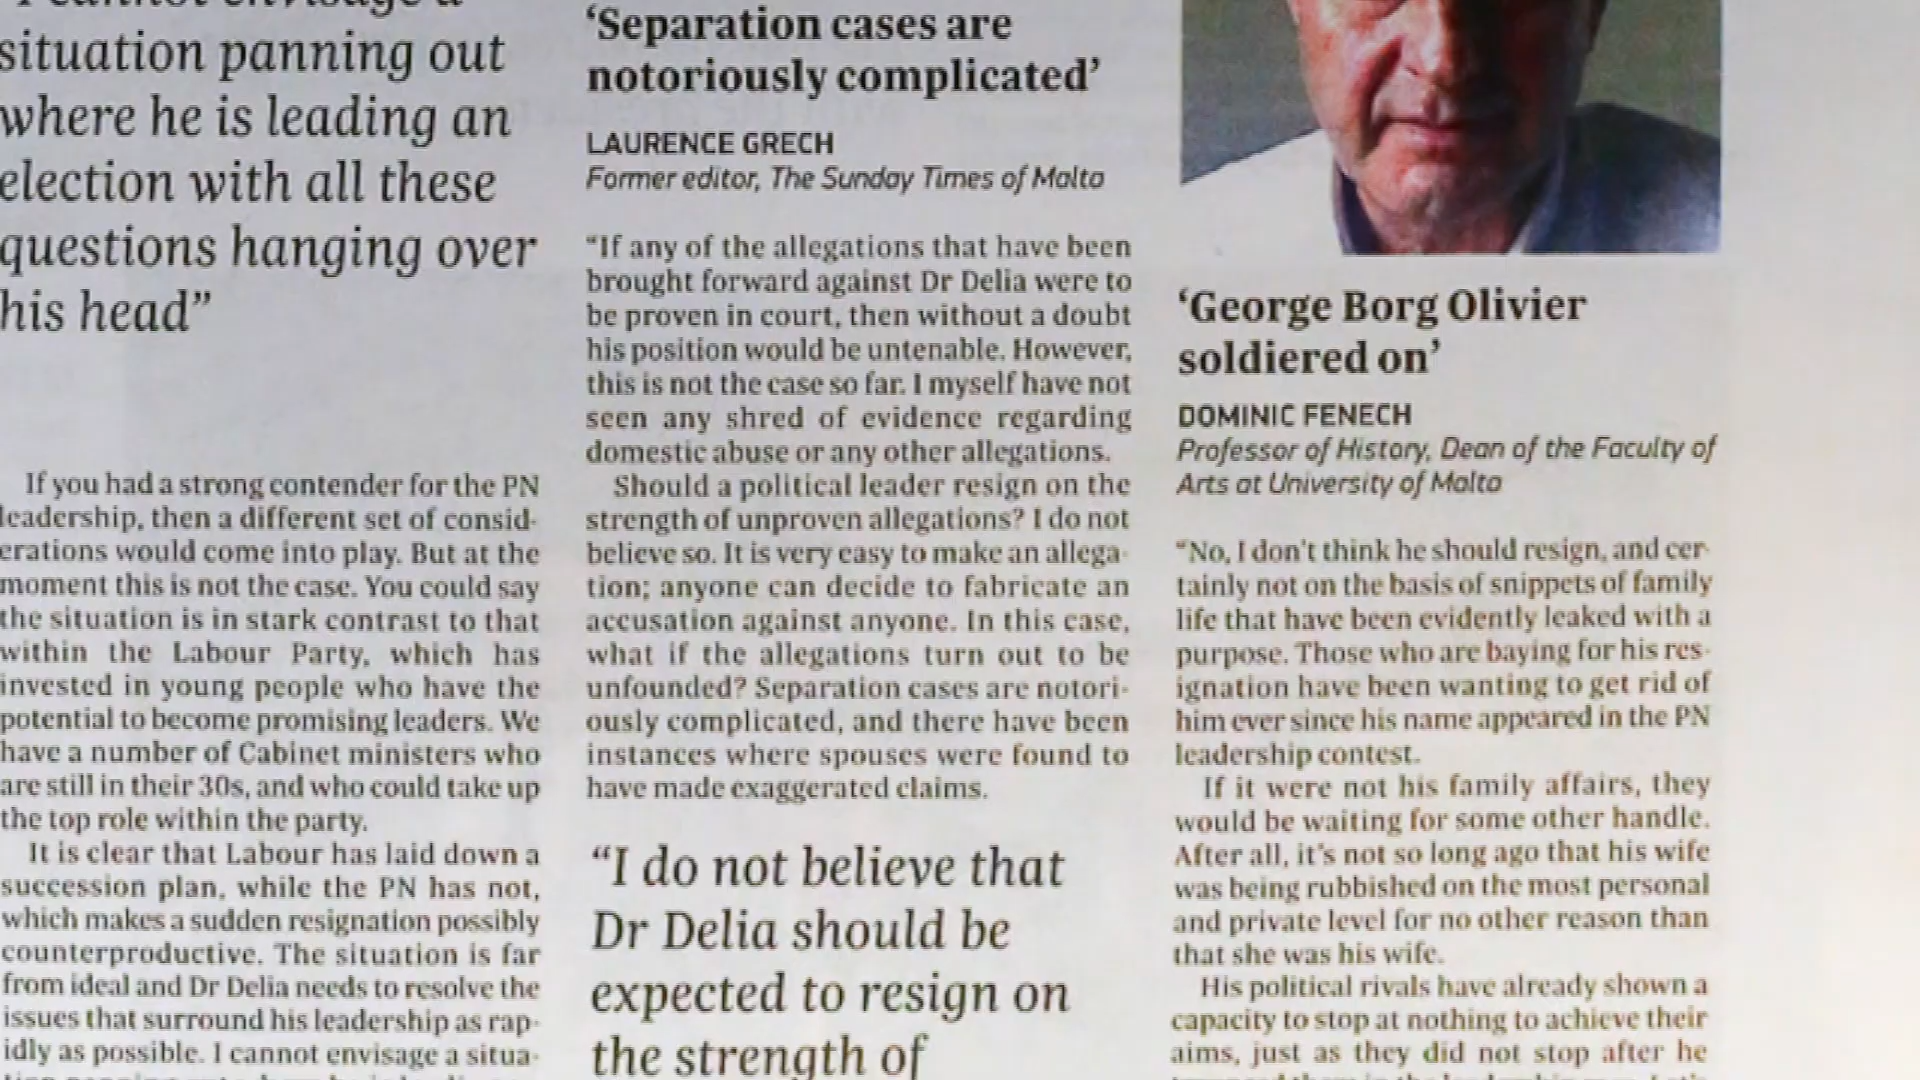 situation panning out
where he is leading an
election with all these
questions hanging over
his head”
If you had a strong contender for the PN
leadership, then a different set of consid-
erations would come into play. But at the
moment this is not the case. You could say
the situation is in stark contrast to that
within the Labour Party, which has
invested in young people who have the
potential to become promising leaders. We
have a number of Cabinet ministers who
are still in their 30s, and who could take up
the top role within the party.
It is clear that Labour has laid down a
succession plan, while the PN has not,
which makes a sudden resignation possibly
counterproductive. The situation is far
from ideal and Dr Delia needs to resolve the
issues that surround his leadership as rap-
idly as possible. I cannot envisage a situa-
‘Separation cases are
notoriously complicated’
LAURENCE GRECH
Former editor, The Sunday Times of Malta
“If any of the allegations that have been
brought forward against Dr Delia were to
be proven in court, then without a doubt
his position would be untenable. However,
this is not the case so far. I myself have not
seen any shred of evidence regarding
domestic abuse or any other allegations.
Should a political leader resign on the
strength of unproven allegations? I do not
believe so. It is very easy to make an allega-
tion; anyone can decide to fabricate an
accusation against anyone. In this case,
what if the allegations turn out to be
unfounded? Separation cases are notori-
ously complicated, and there have been
instances where spouses were found to
have made exaggerated claims.
“I do not believe that
Dr Delia should be
expected to resign on
the strength of
‘George Borg Olivier
soldiered on’
DOMINIC FENECH
Professor of History, Dean of the Faculty of
Arts at University of Malta
“No, I don't think he should resign, and cer-
tainly not on the basis of snippets of family
life that have been evidently leaked with a
purpose. Those who are baying for his res-
ignation have been wanting to get rid of
him ever since his name appeared in the PN
leadership contest.
If it were not his family affairs, they
would be waiting for some other handle.
After all, it's not so long ago that his wife
was being rubbished on the most personal
and private level for no other reason than
that she was his wife.
His political rivals have already shown a
capacity to stop at nothing to achieve their
aims, just as they did not stop after he